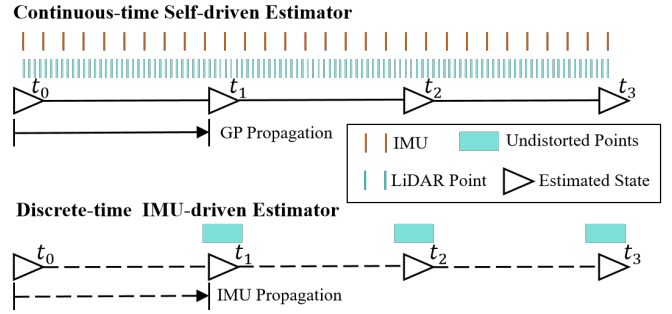 Continuous-time Self-driven Estimator
t₀ t₁ t₂ t₃
GP Propagation
IMU Undistorted Points
LiDAR Point Estimated State
Discrete-time IMU-driven Estimator
t₀ t₁ t₂ t₃
IMU Propagation